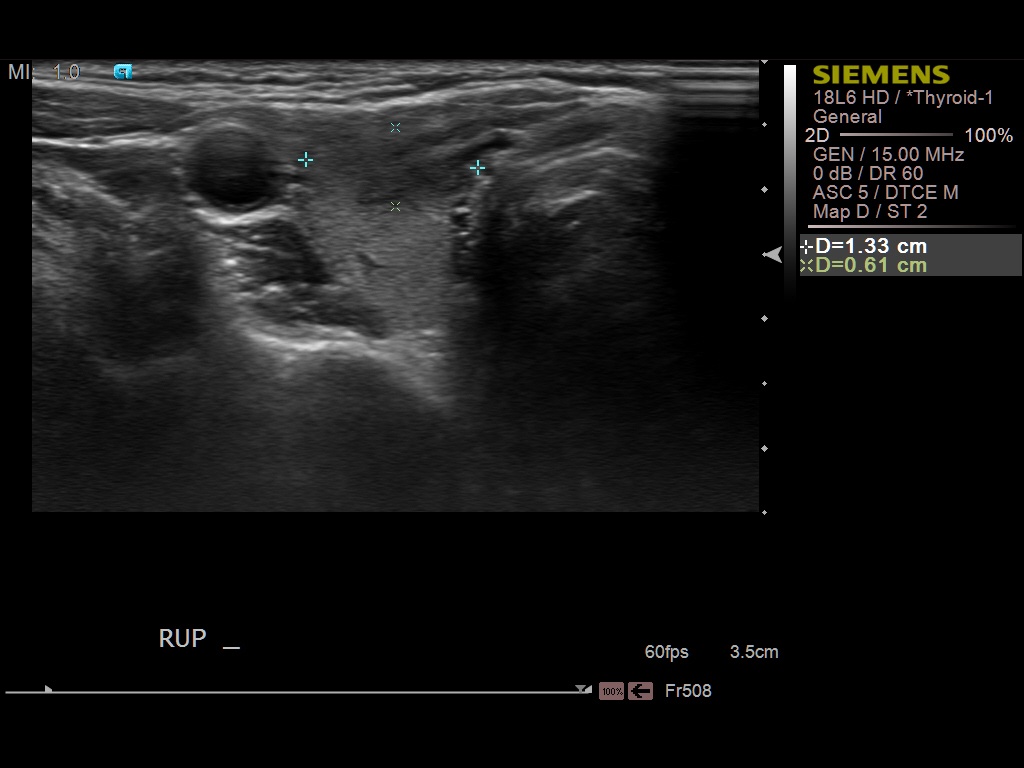 MI: 1.0
SIEMENS
18L6 HD / *Thyroid-1
General
2D 100%
GEN / 15.00 MHz
0 dB / DR 60
ASC 5 / DTCE M
Map D / ST 2
D=1.33 cm
D=0.61 cm
RUP _
60fps 3.5cm
100% Fr508